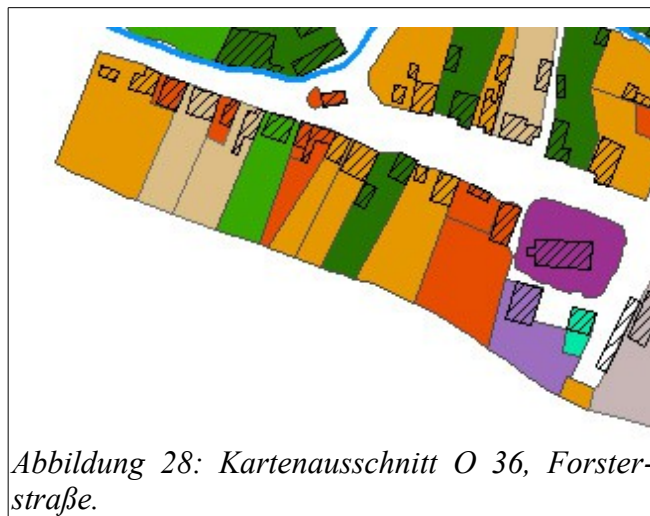 Abbildung 28: Kartenausschnitt O 36, Forster-
straße.